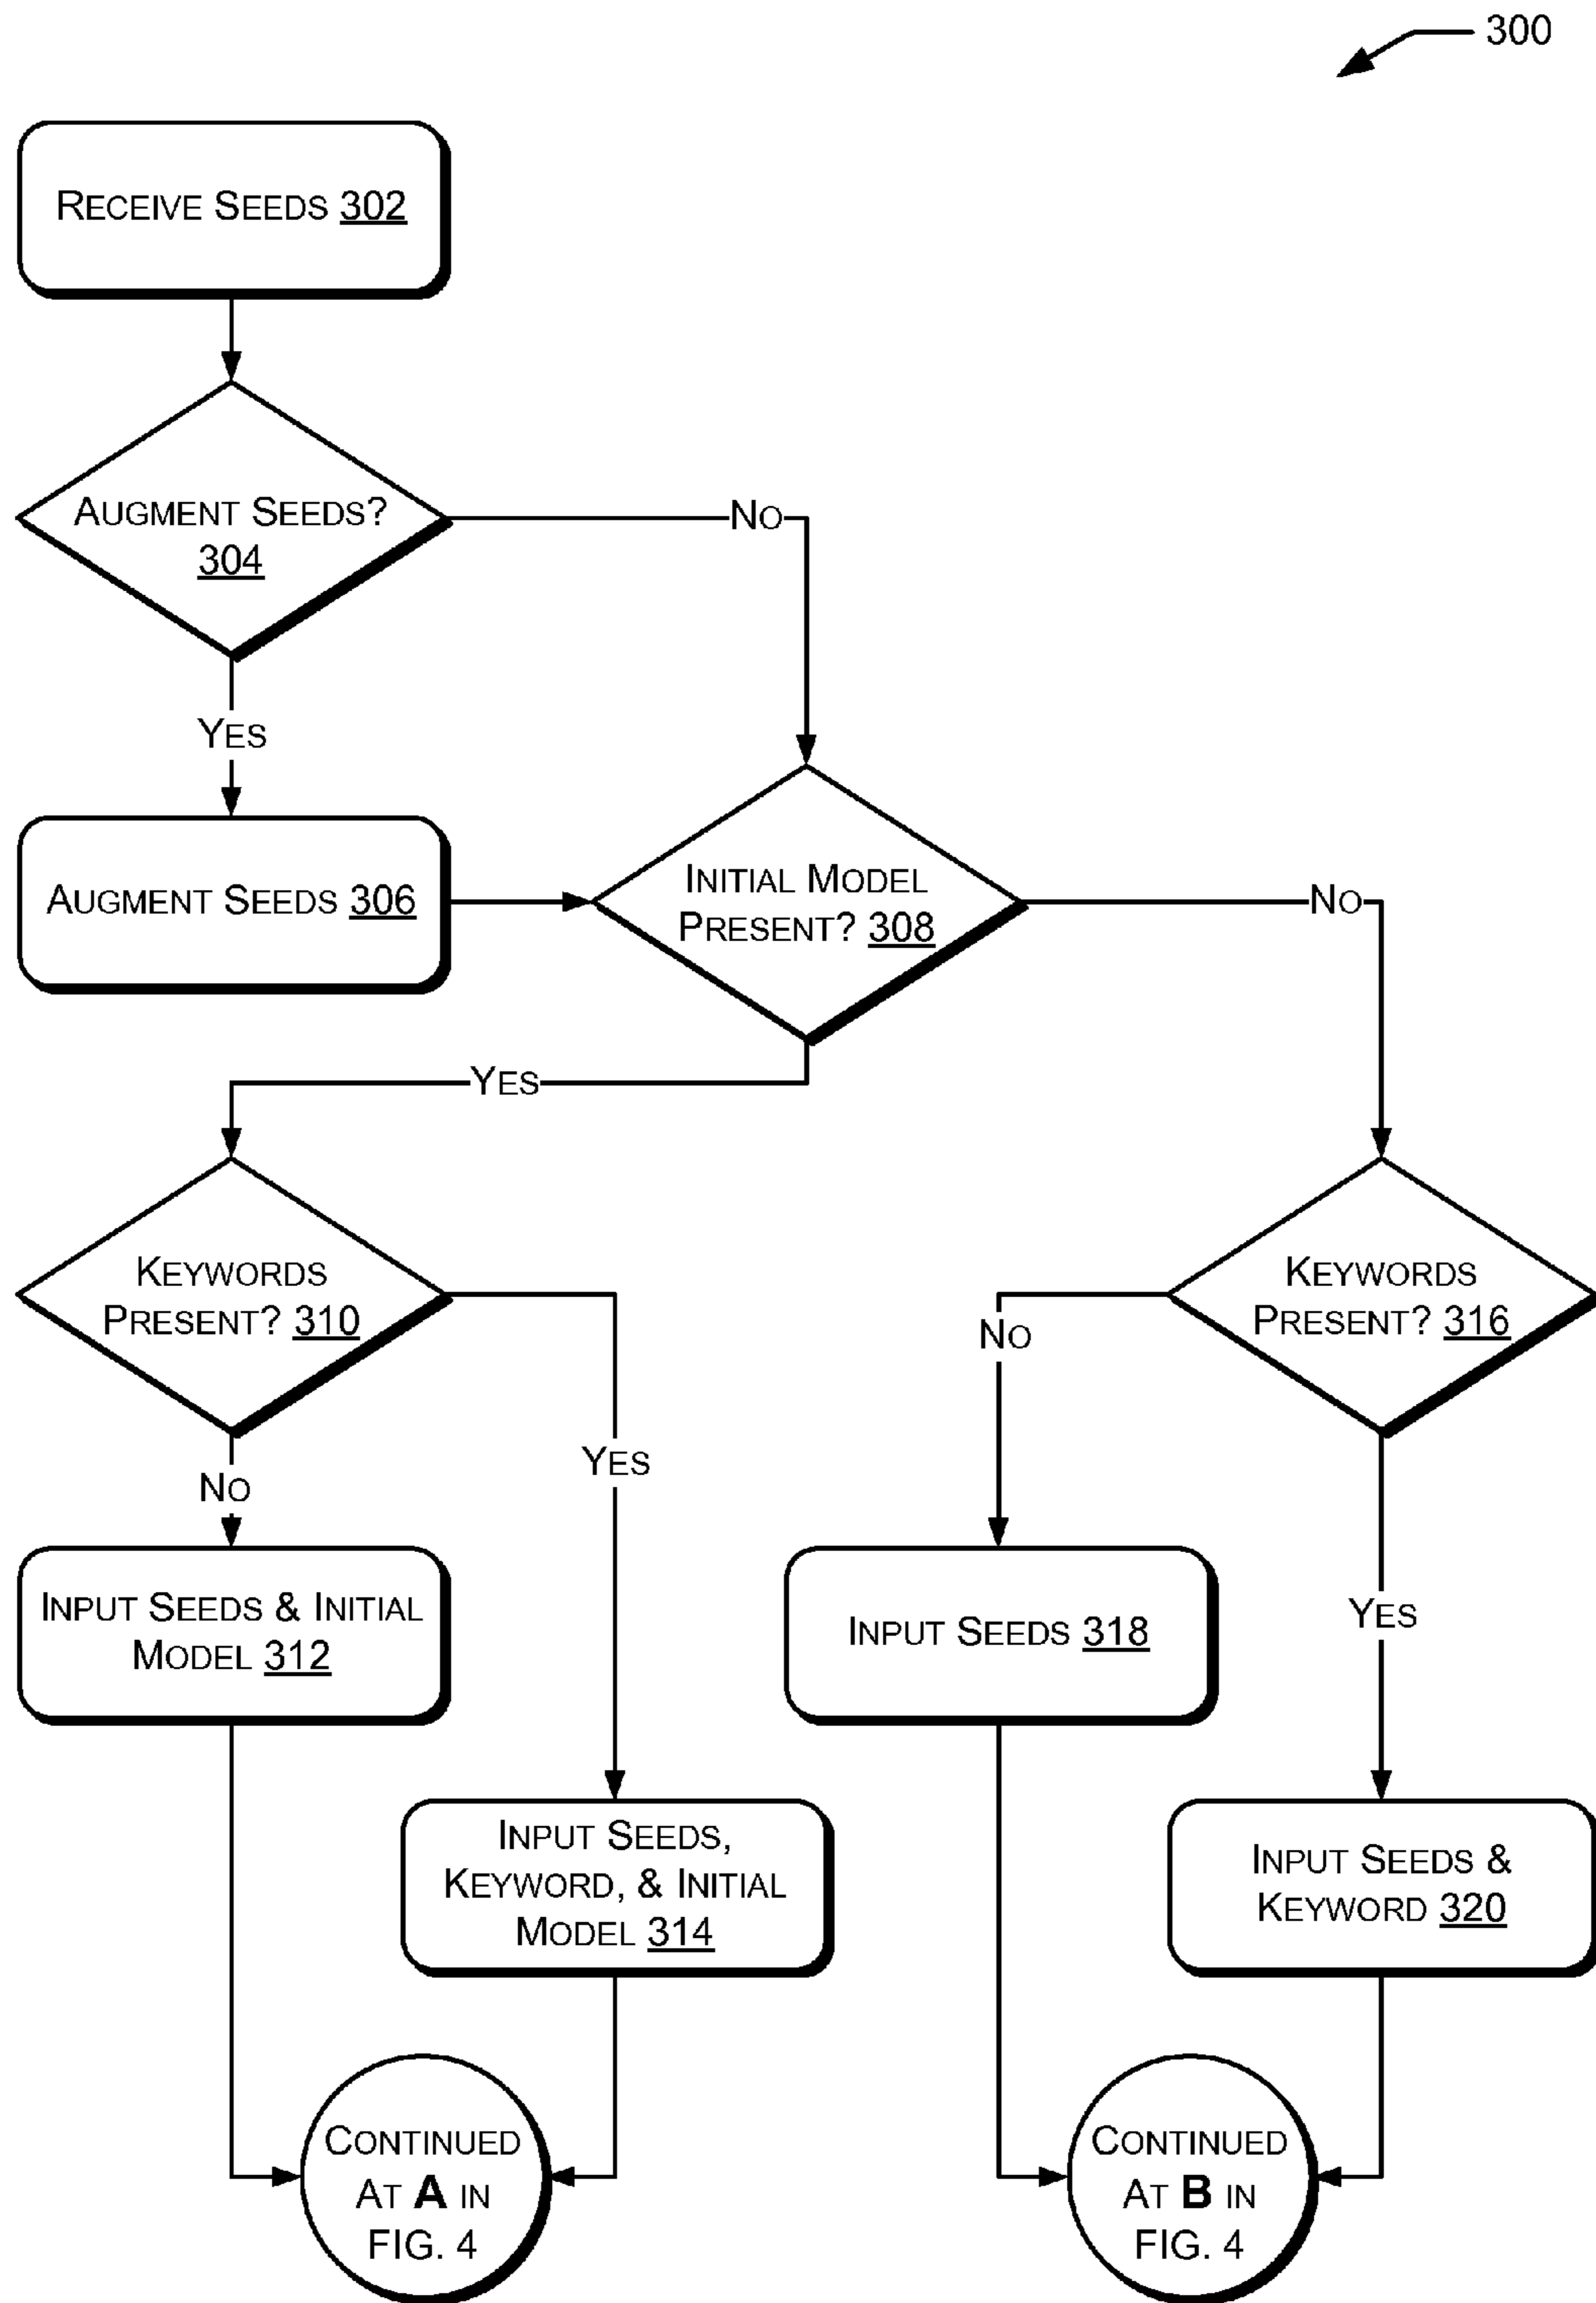 300
RECEIVE SEEDS 302
AUGMENT SEEDS?
304
NO
YES
AUGMENT SEEDS 306
INITIAL MODEL
PRESENT? 308
NO
YES
KEYWORDS
PRESENT? 310
KEYWORDS
PRESENT? 316
NO
YES
NO
YES
INPUT SEEDS & INITIAL
MODEL 312
INPUT SEEDS 318
INPUT SEEDS,
KEYWORD, & INITIAL
MODEL 314
INPUT SEEDS &
KEYWORD 320
CONTINUED
AT A IN
FIG. 4
CONTINUED
AT B IN
FIG. 4